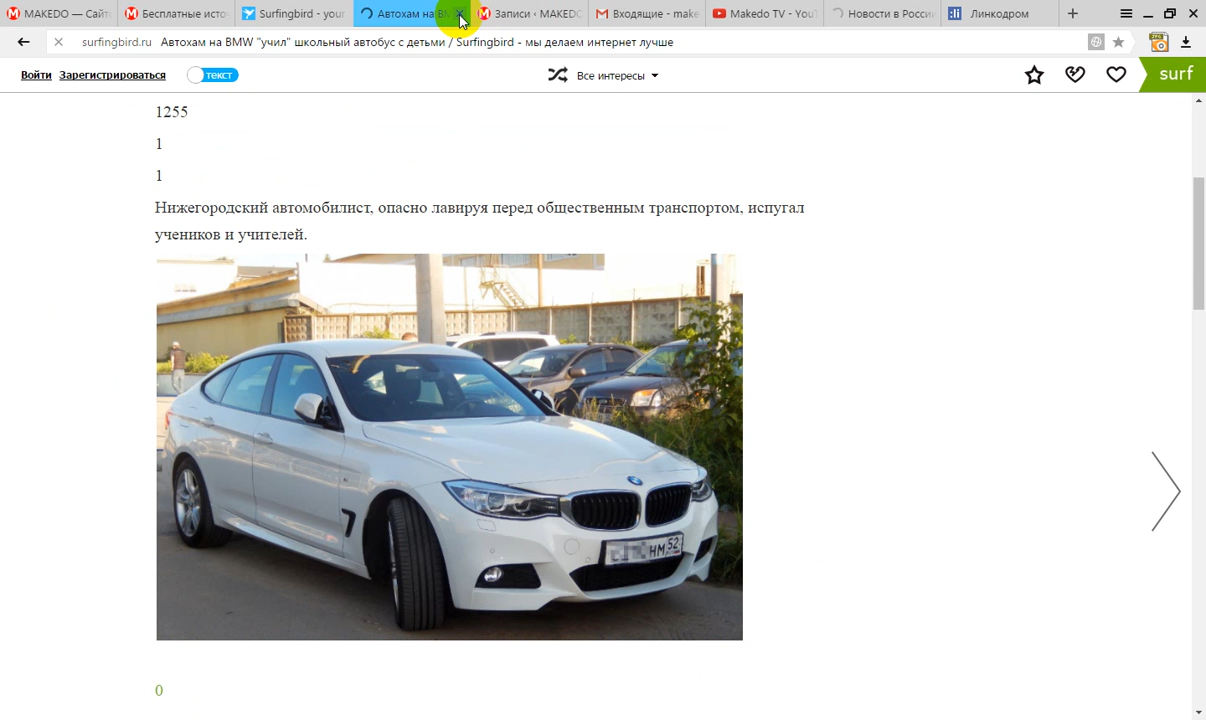 MAKEDO — Сайт
Бесплатные исто
Surfingbird - your
Автохам на BM
Записи ‹ MAKEDO
Входящие - make
Makedo TV - YouT
Новости в России
Линкодром
surfingbird.ru Автохам на BMW "учил" школьный автобус с детьми / Surfingbird - мы делаем интернет лучше
Войти Зарегистрироваться текст Все интересы surf
1255
1
1
Нижегородский автомобилист, опасно лавируя перед общественным транспортом, испугал
учеников и учителей.
НМ 52
0